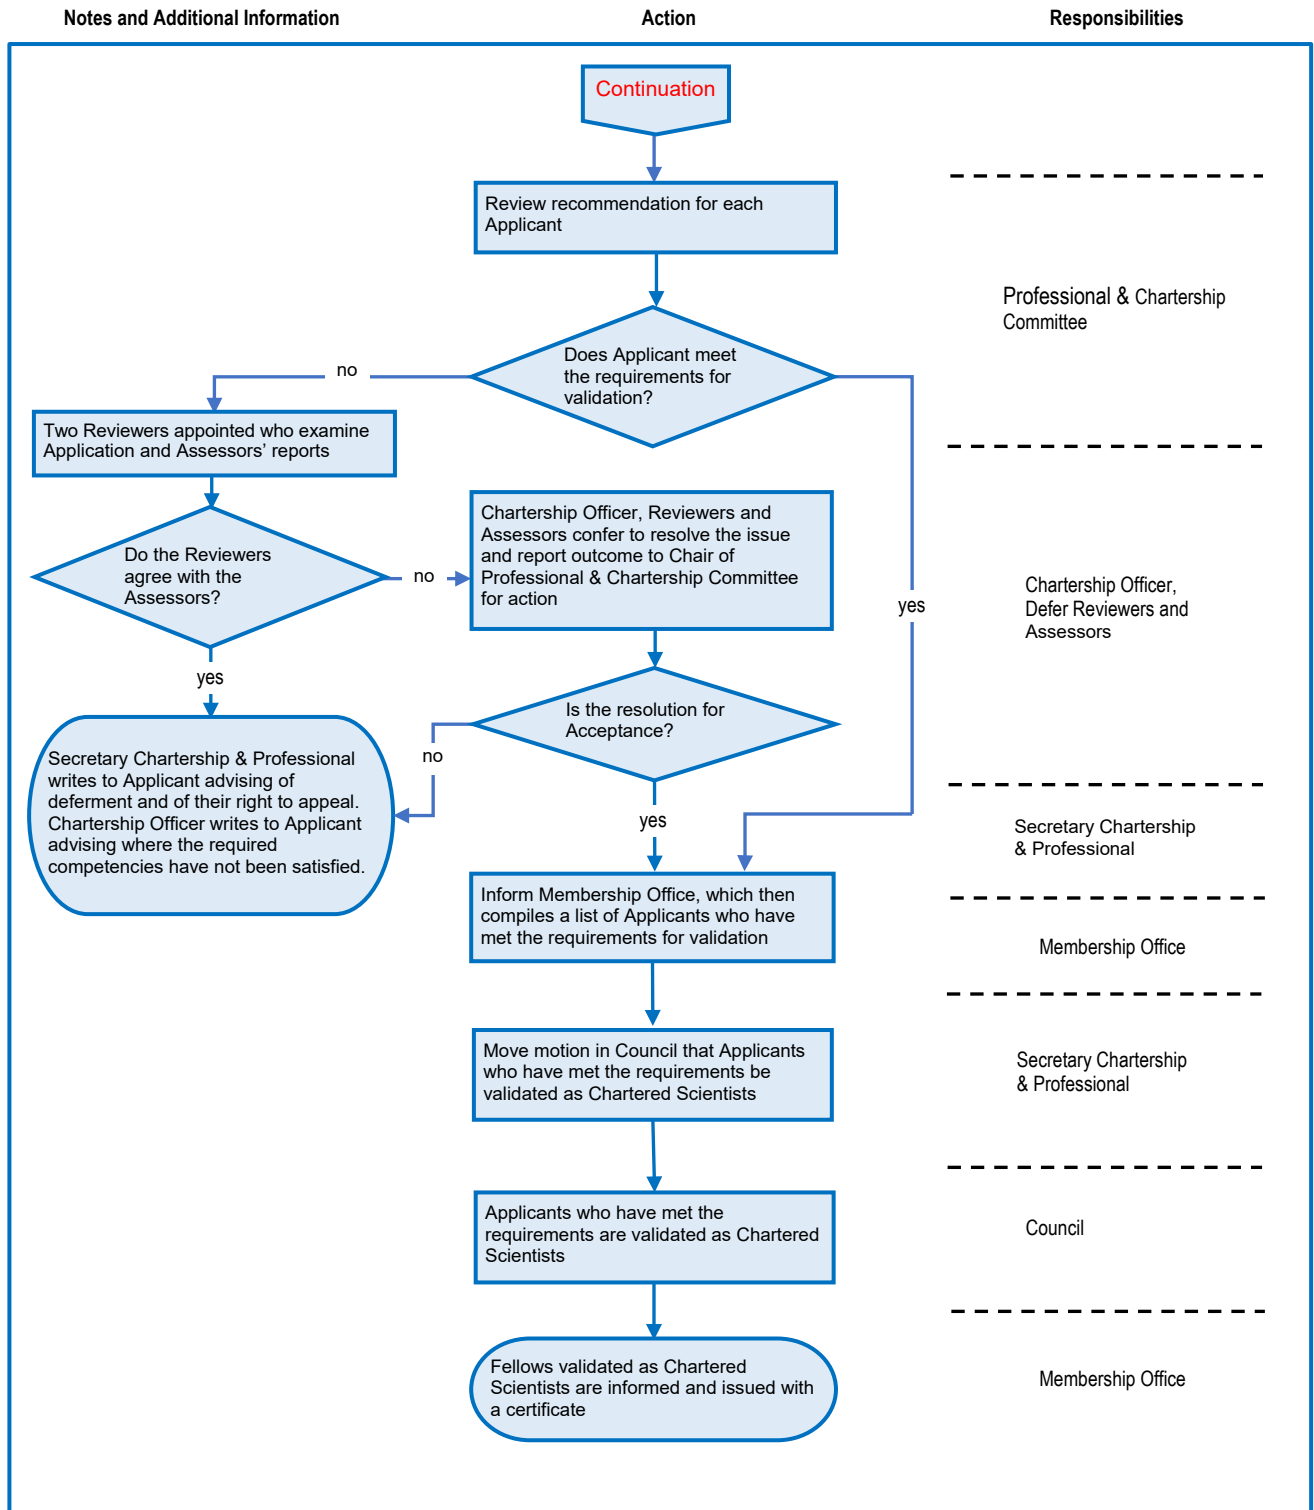 Notes and Additional Information
Action
Responsibilities
Continuation
Review recommendation for each
Applicant
Professional & Chartership
Committee
Does Applicant meet
the requirements for
validation?
no
yes
Two Reviewers appointed who examine
Application and Assessors’ reports
Do the Reviewers
agree with the
Assessors?
no
yes
Chartership Officer, Reviewers and
Assessors confer to resolve the issue
and report outcome to Chair of
Professional & Chartership Committee
for action
Chartership Officer,
Defer Reviewers and
Assessors
Is the resolution for
Acceptance?
no
yes
Secretary Chartership & Professional
writes to Applicant advising of
deferment and of their right to appeal.
Chartership Officer writes to Applicant
advising where the required
competencies have not been satisfied.
Secretary Chartership
& Professional
Inform Membership Office, which then
compiles a list of Applicants who have
met the requirements for validation
Membership Office
Move motion in Council that Applicants
who have met the requirements be
validated as Chartered Scientists
Secretary Chartership
& Professional
Applicants who have met the
requirements are validated as Chartered
Scientists
Council
Fellows validated as Chartered
Scientists are informed and issued with
a certificate
Membership Office